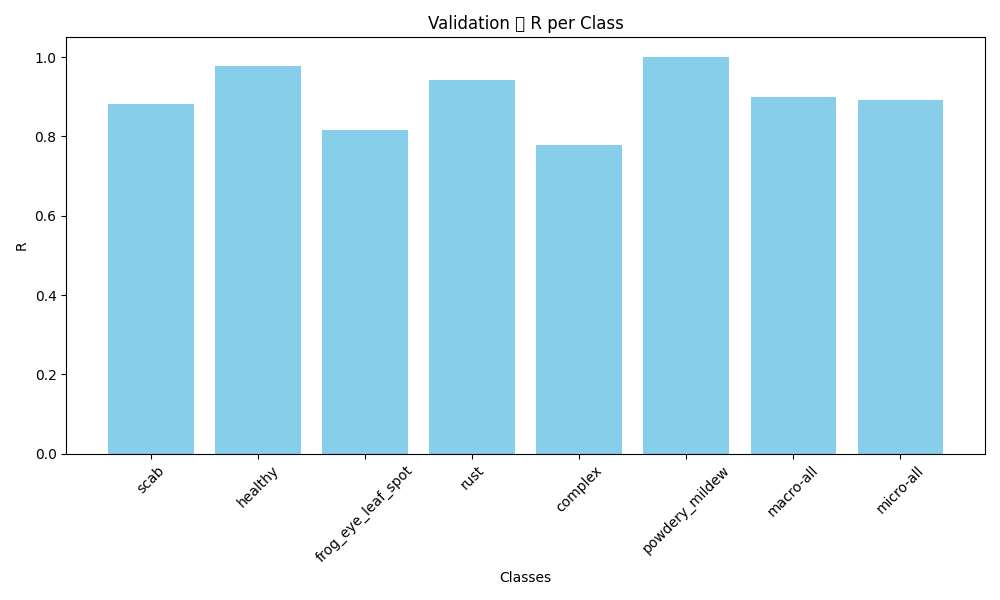 Validation R per Class
1.0
0.8
0.6
0.4
0.2
0.0
R
scab
healthy
frog_eye_leaf_spot
rust
complex
powdery_mildew
macro-all
micro-all
Classes